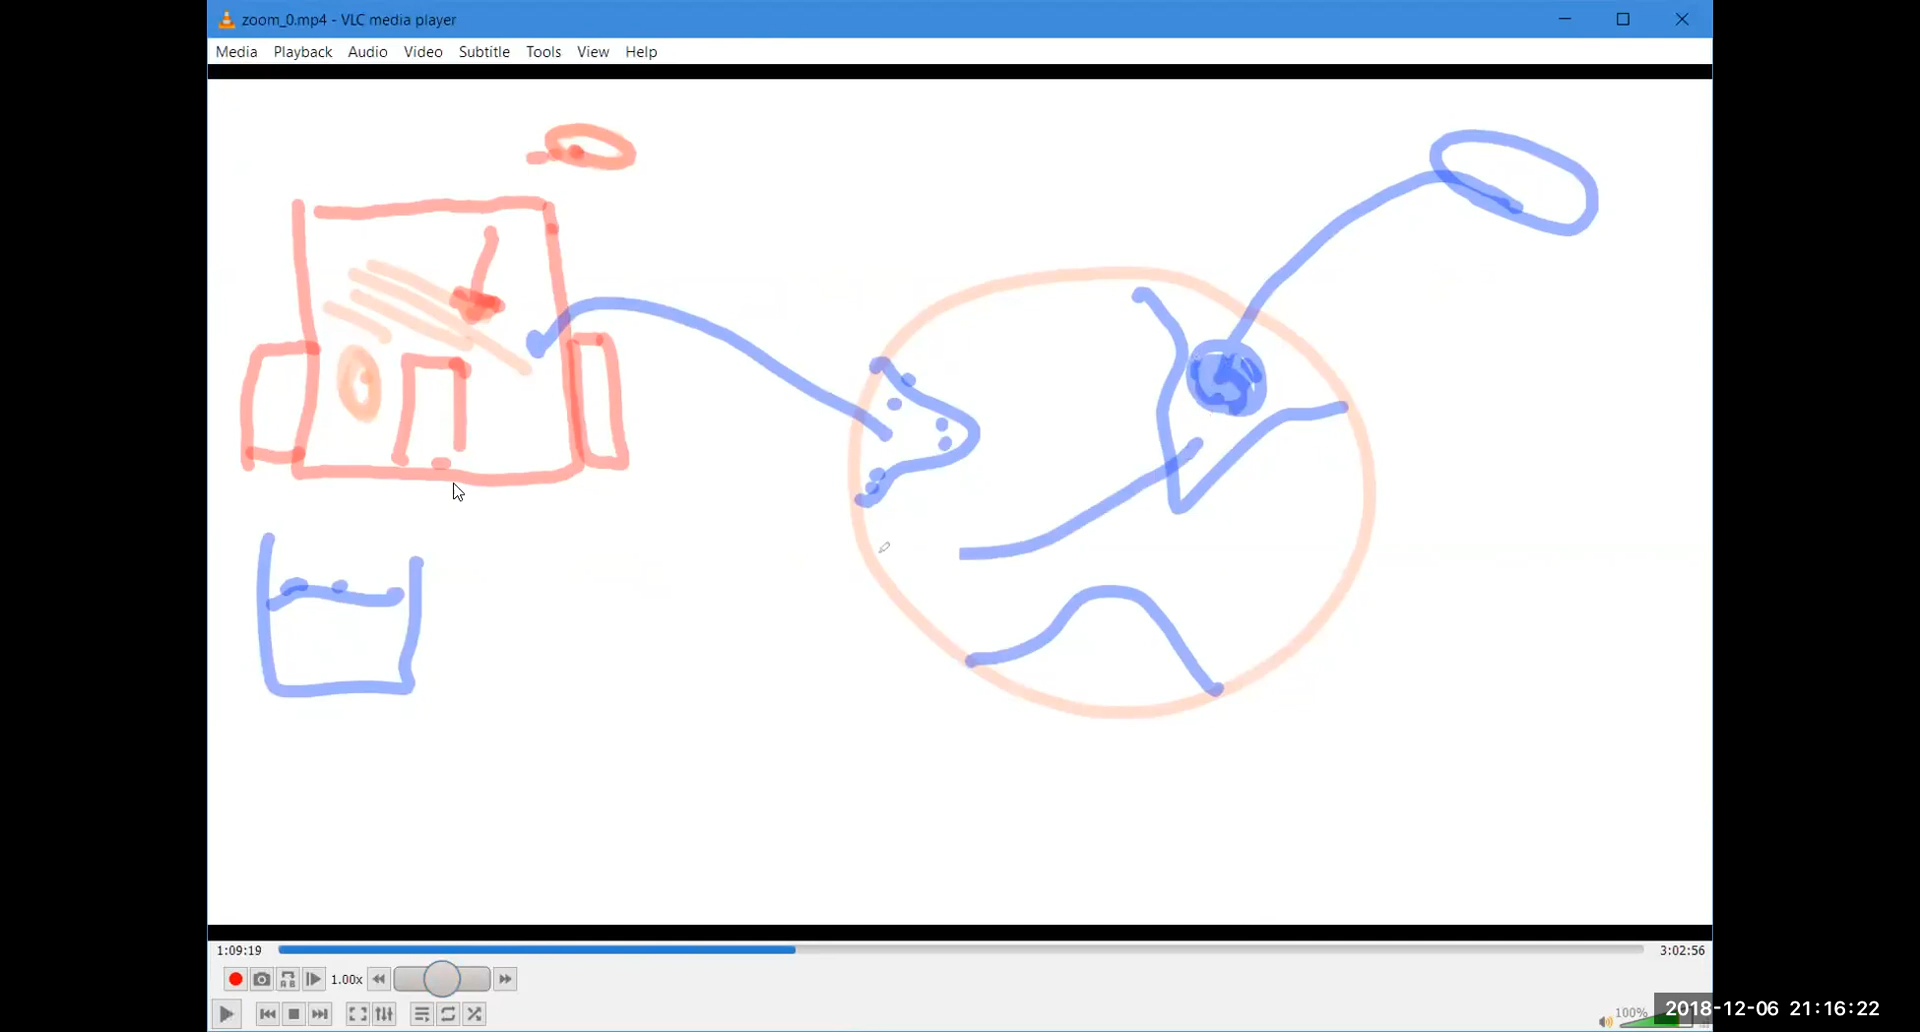 zoom_0.mp4 - VLC media player
Media Playback Audio Video Subtitle Tools View Help
1:09:19
3:02:56
1.00x
100%
2018-12-06 21:16:22